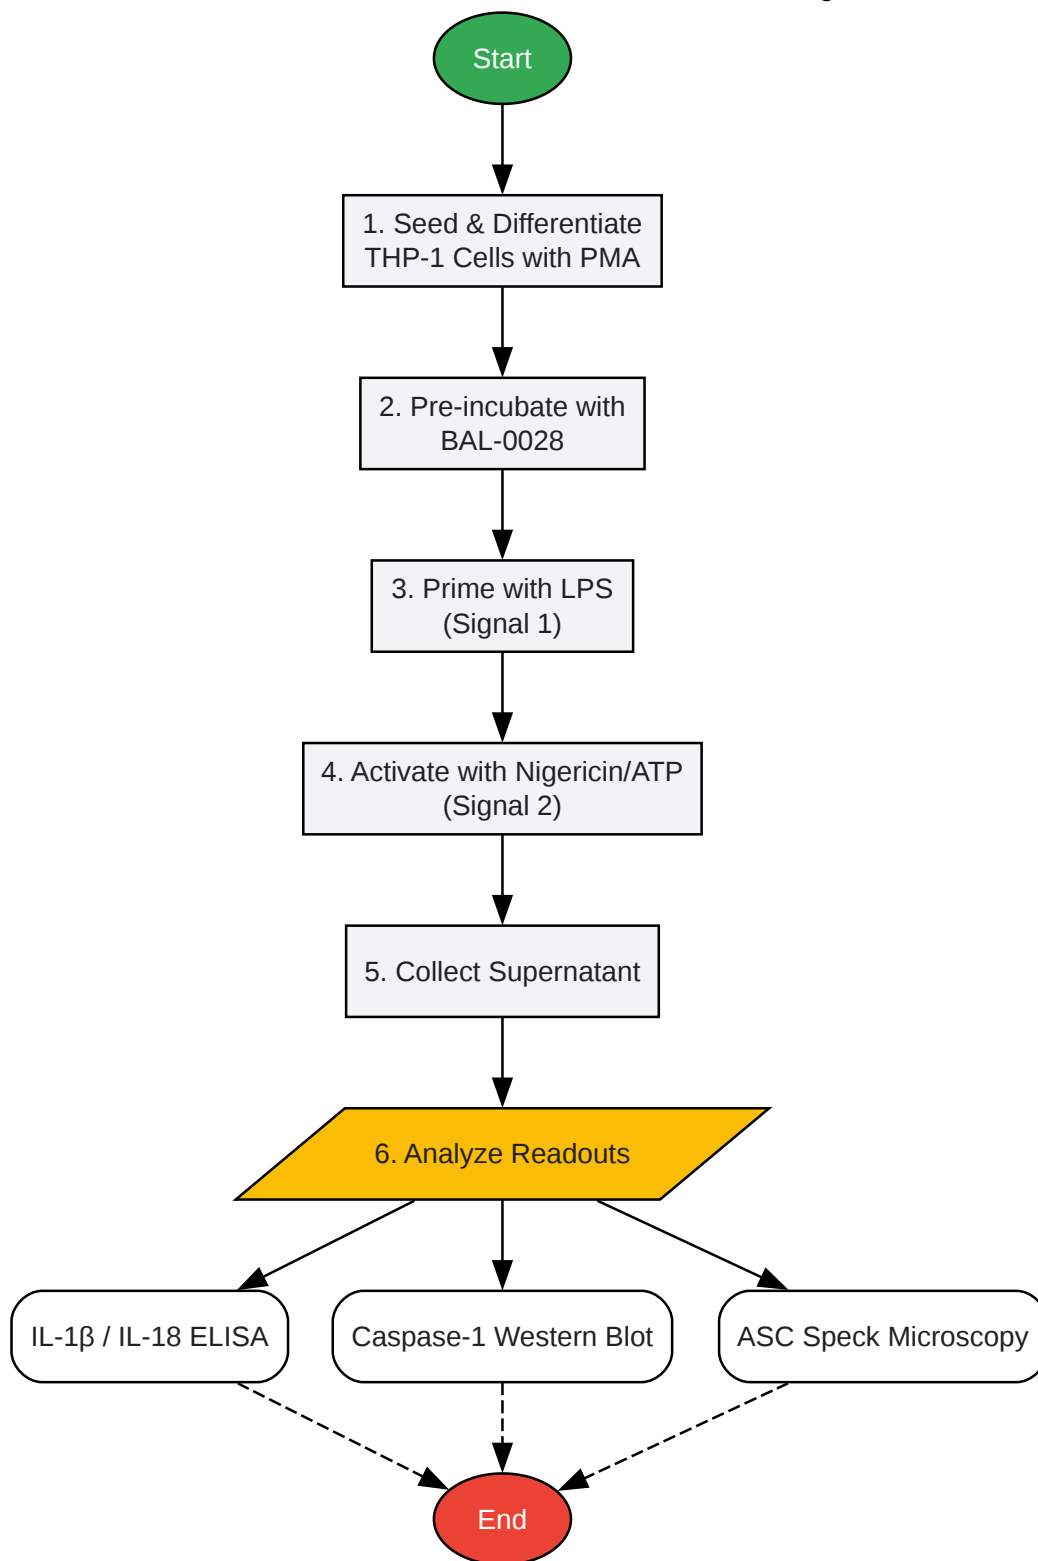 Start
1. Seed & Differentiate
THP-1 Cells with PMA
2. Pre-incubate with
BAL-0028
3. Prime with LPS
(Signal 1)
4. Activate with Nigericin/ATP
(Signal 2)
5. Collect Supernatant
6. Analyze Readouts
IL-1β / IL-18 ELISA
Caspase-1 Western Blot
ASC Speck Microscopy
End